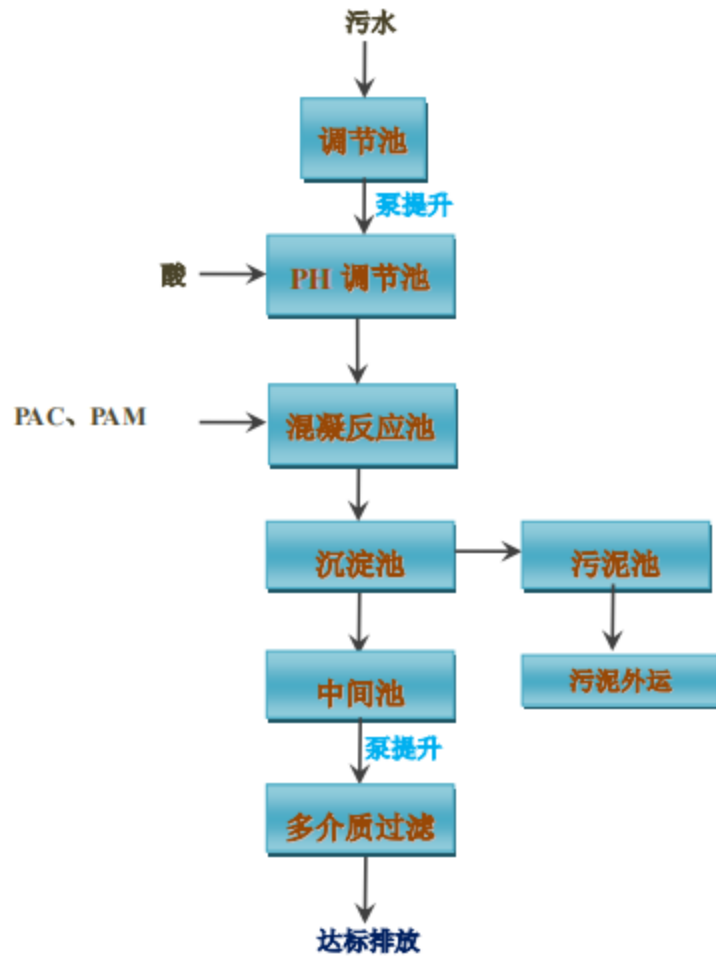 污水
调节池
泵提升
酸
PH 调节池
PAC、PAM
混凝反应池
沉淀池
污泥池
中间池
污泥外运
泵提升
多介质过滤
达标排放